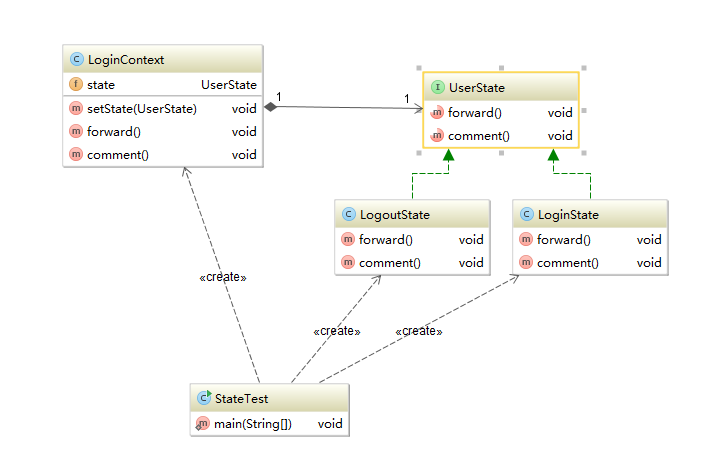 LoginContext
state UserState
setState(UserState) void
forward() void
comment() void
1
1
UserState
forward() void
comment() void
LogoutState
forward() void
comment() void
LoginState
forward() void
comment() void
«create»
«create»
«create»
StateTest
main(String[]) void